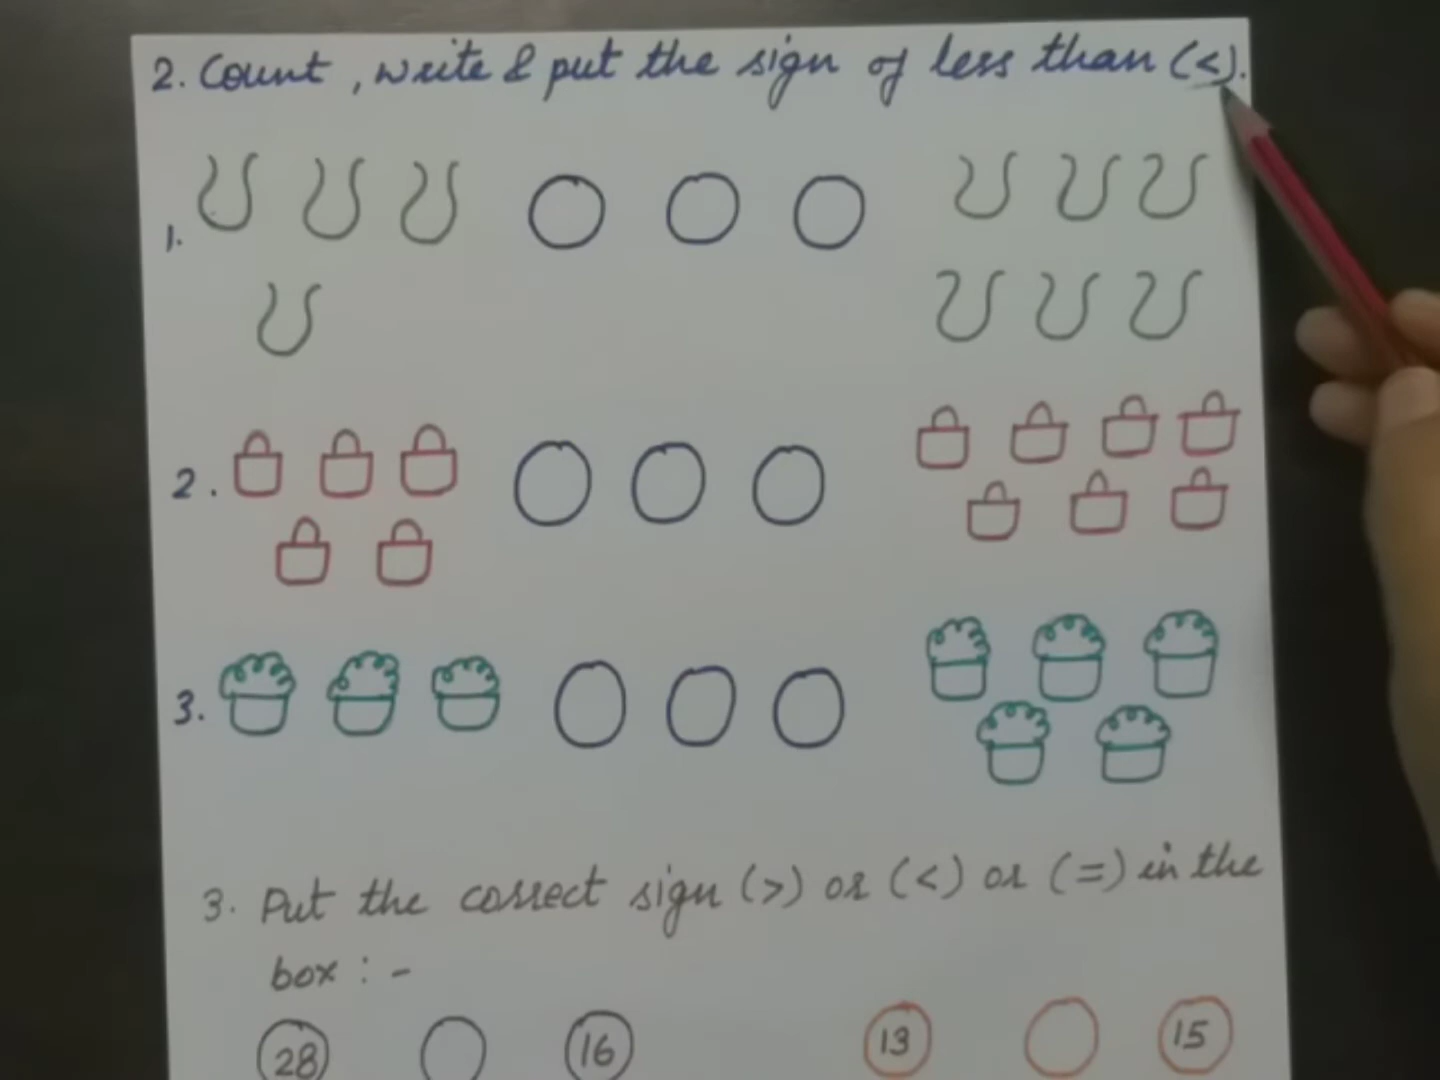 2. Count, write & put the sign of less than (<).
1.
2.
3.
3. Put the correct sign (>) or (<) or (=) in the
box : -
28 16 13 15